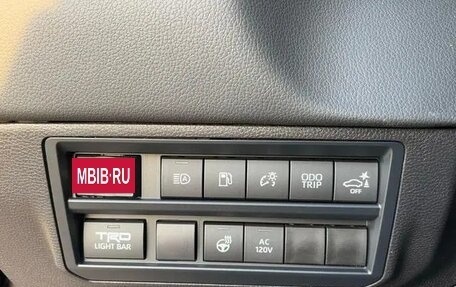 MBIB·RU
A
ODO
TRIP
OFF
TRD
LIGHT BAR
AC
120V